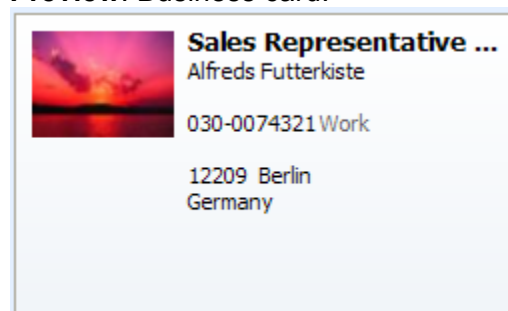 Sales Representative ...
Alfreds Futterkiste
030-0074321 Work
12209 Berlin
Germany